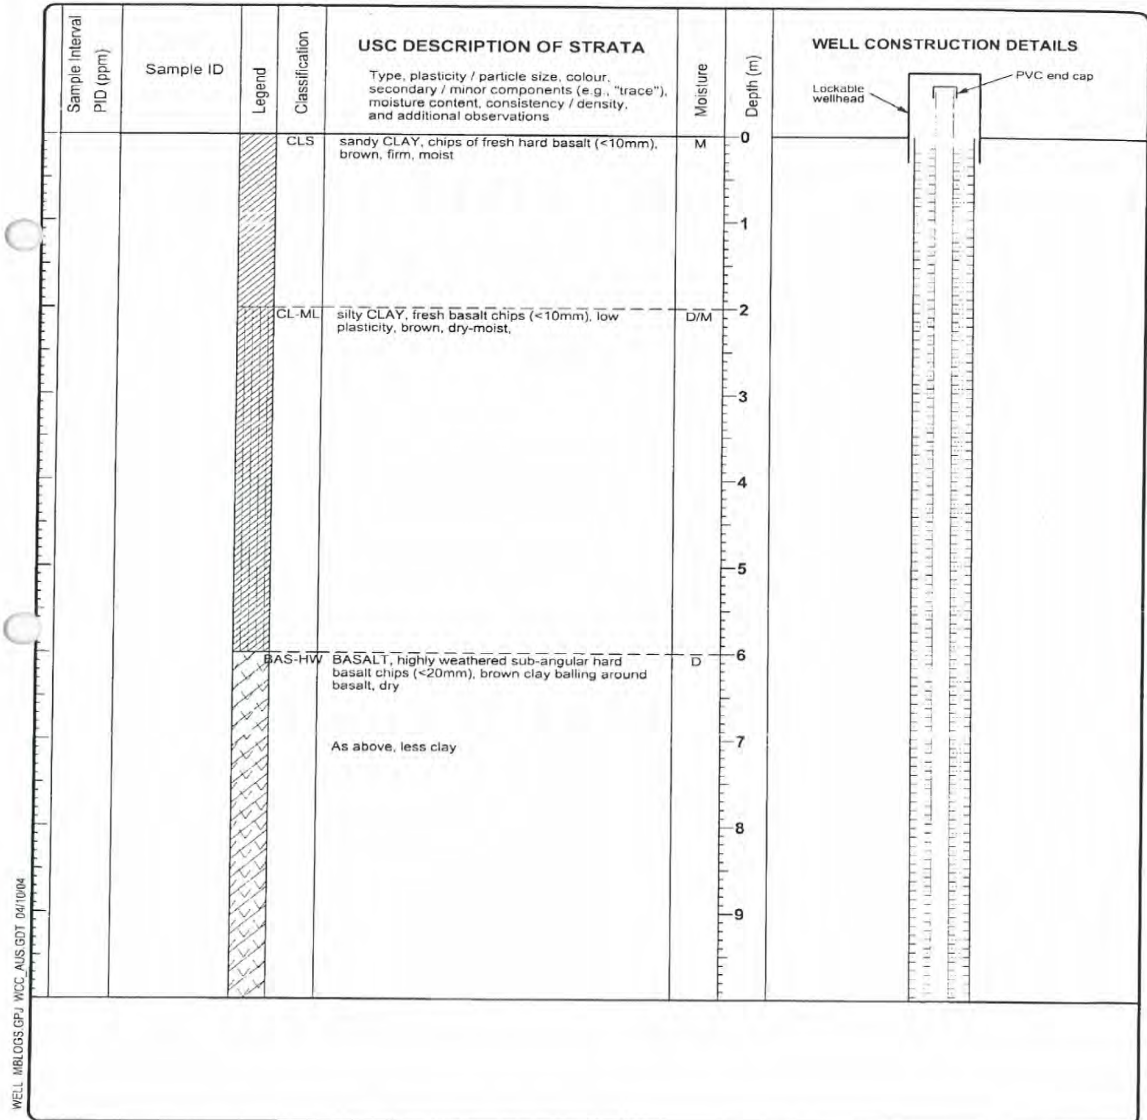 Sample Interval
PID (ppm)
Sample ID
Legend
Classification
USC DESCRIPTION OF STRATA
Type, plasticity / particle size, colour,
secondary / minor components (e.g., "trace"),
moisture content, consistency / density,
and additional observations
Moisture
Depth (m)
WELL CONSTRUCTION DETAILS
Lockable
wellhead
PVC end cap
0
CLS
sandy CLAY, chips of fresh hard basalt (<10mm),
brown, firm, moist
M
1
2
CL-ML
silty CLAY, fresh basalt chips (<10mm), low
plasticity, brown, dry-moist,
D/M
3
4
5
6
BAS-HW
BASALT, highly weathered sub-angular hard
basalt chips (<20mm), brown clay balling around
basalt, dry
D
7
As above, less clay
8
9
WELL MBLOGS.GPJ WCC_AUS.GDT 04/10/04